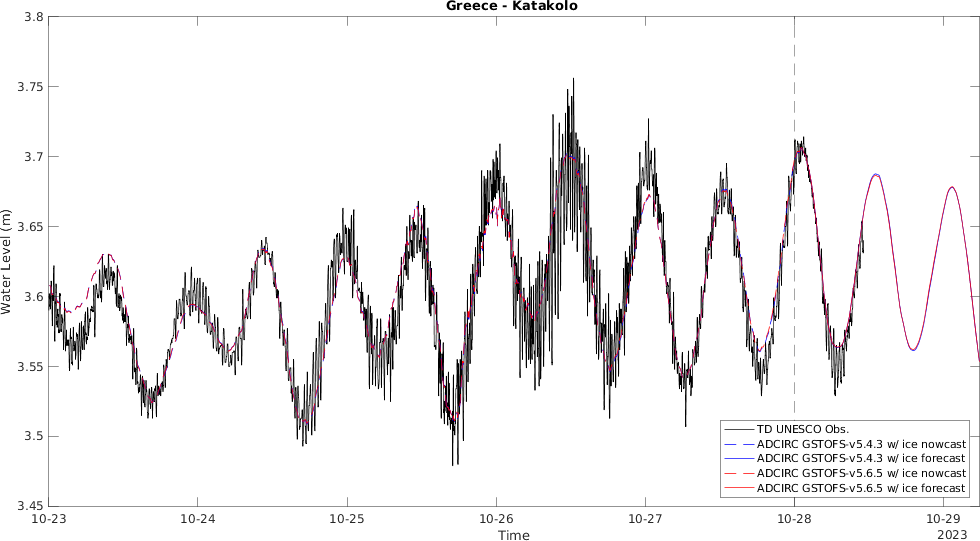 Greece - Katakolo
3.8
3.75
3.7
3.65
3.6
3.55
3.5
3.45
Water Level (m)
10-23
10-24
10-25
10-26
10-27
10-28
10-29
2023
Time
TD UNESCO Obs.
ADCIRC GSTOFS-v5.4.3 w/ ice nowcast
ADCIRC GSTOFS-v5.4.3 w/ ice forecast
ADCIRC GSTOFS-v5.6.5 w/ ice nowcast
ADCIRC GSTOFS-v5.6.5 w/ ice forecast